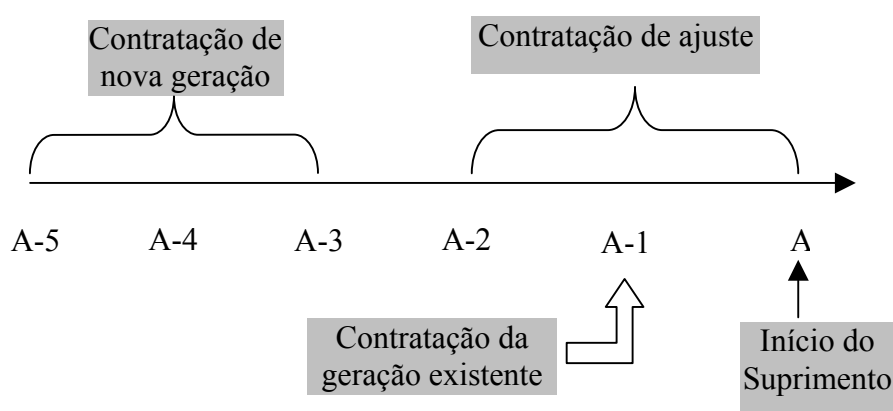 Contratação de
nova geração
Contratação de ajuste
A-5 A-4 A-3 A-2 A-1 A
Contratação da
geração existente
Início do
Suprimento